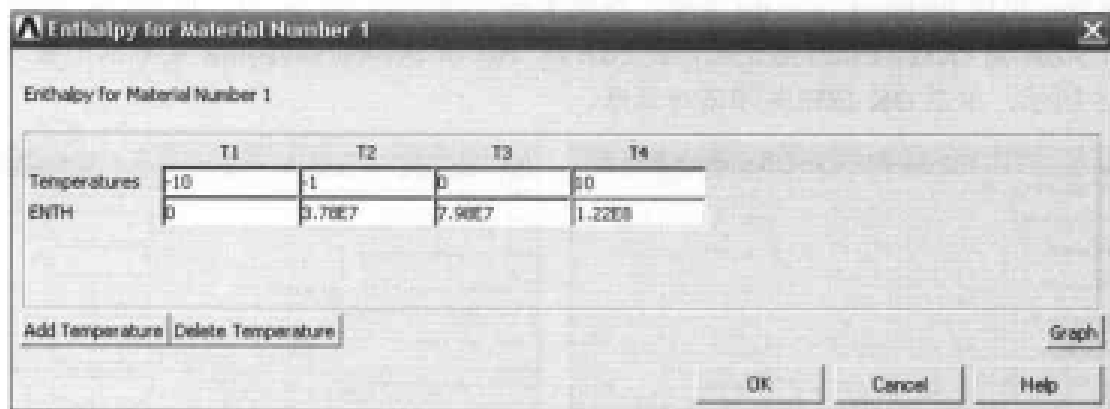 Enthalpy for Material Number 1
Enthalpy for Material Number 1
T1 T2 T3 T4
Temperatures -10 -1 0 10
ENTH 0 3.78E7 7.98E7 1.22E8
Add Temperature Delete Temperature Graph
OK Cancel Help